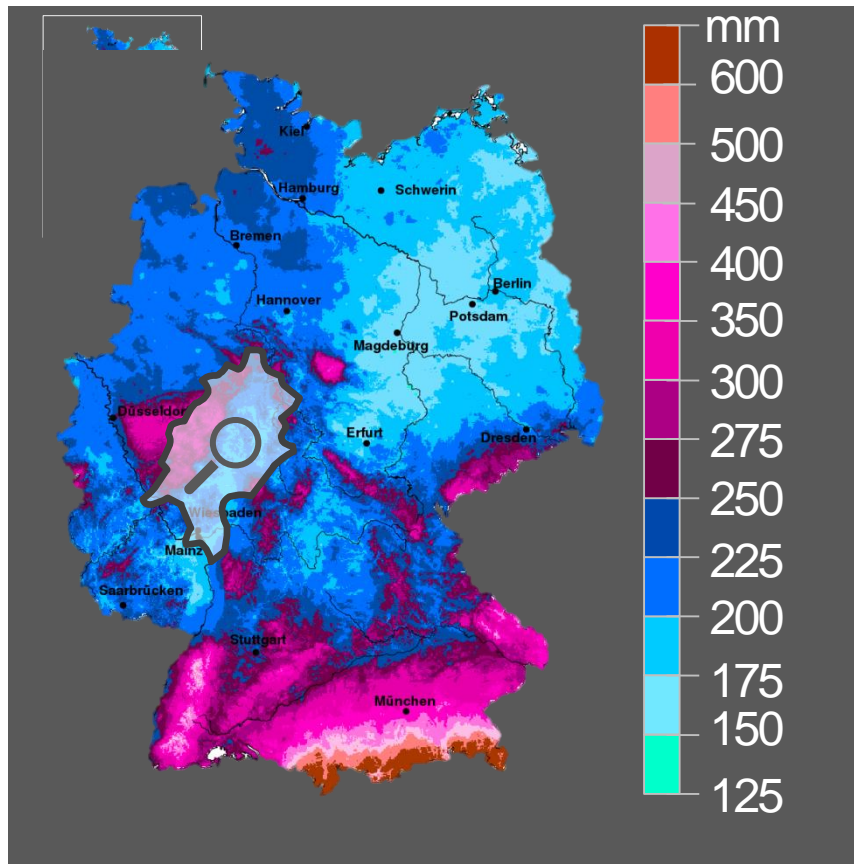 mm
600
500
450
400
350
300
275
250
225
200
175
150
125
Kiel
Hamburg
Schwerin
Bremen
Hannover
Berlin
Potsdam
Magdeburg
Düsseldor
Erfurt
Dresden
Wiesbaden
Mainz
Saarbrücken
Stuttgart
München